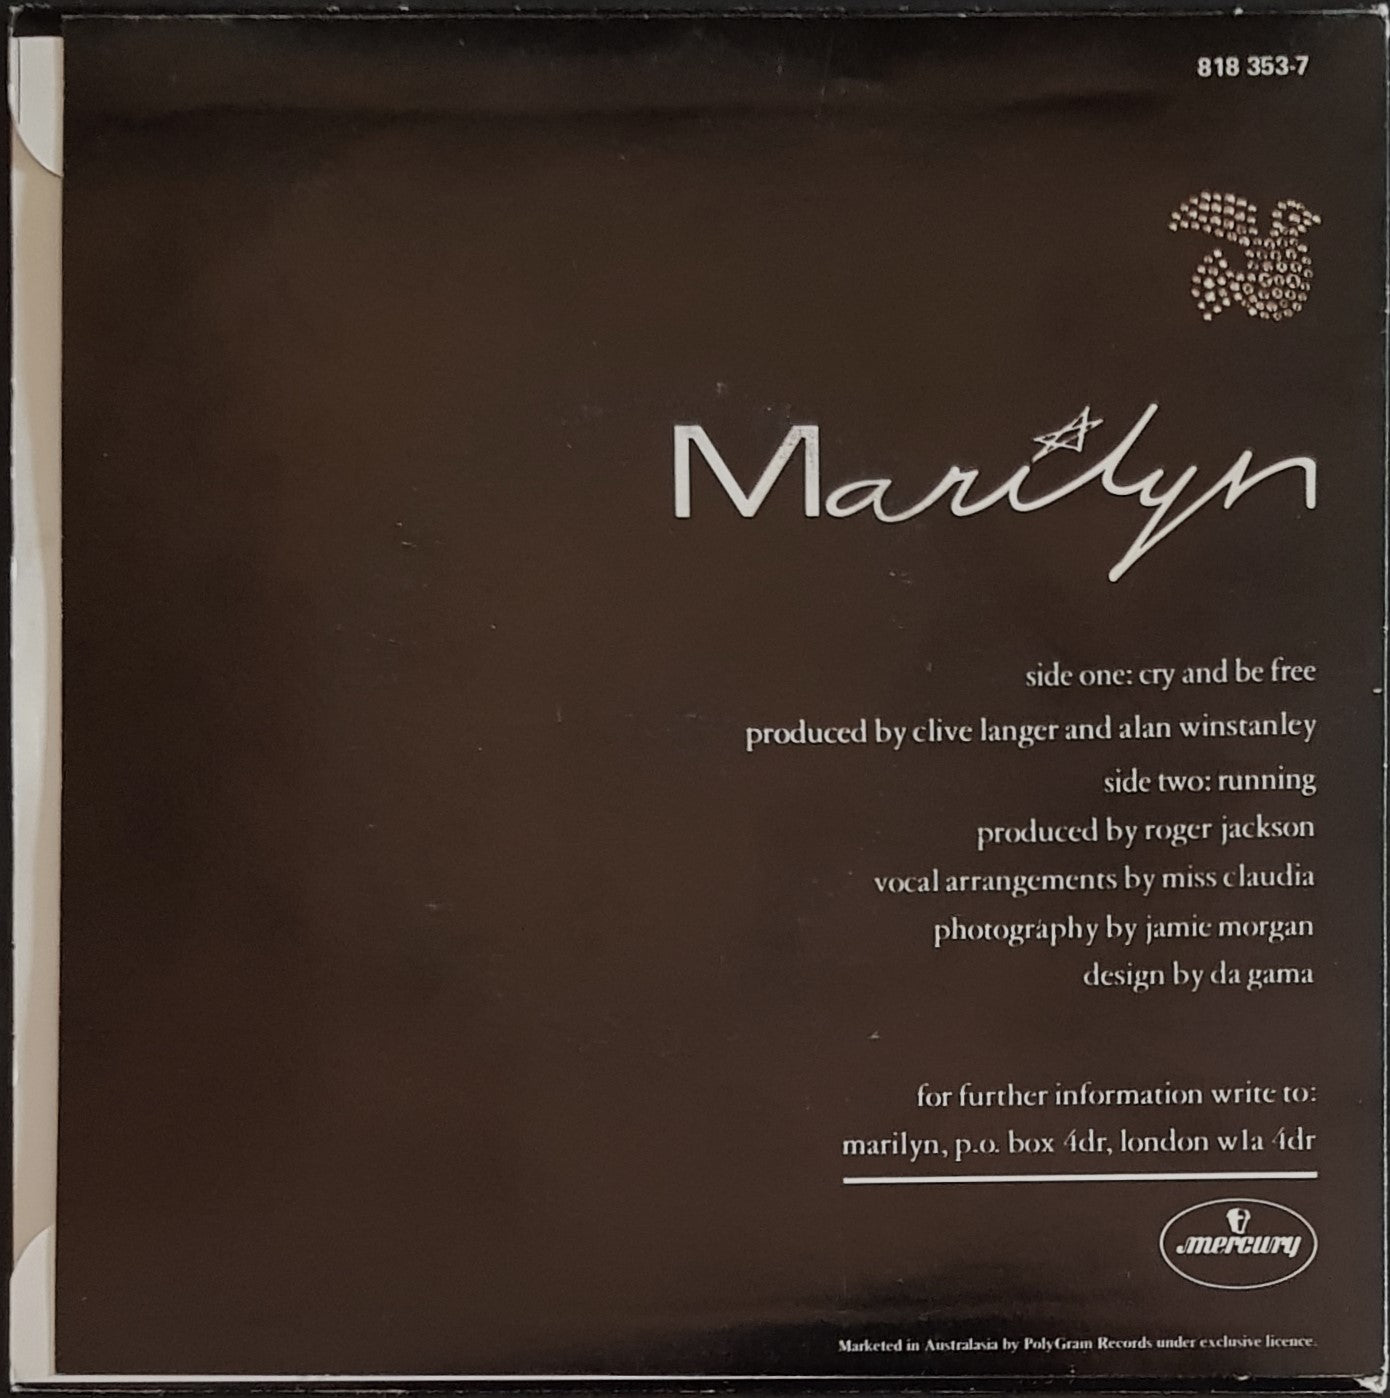 818 353-7
Marilyn
side one: cry and be free
produced by clive langer and alan winstanley
side two: running
produced by roger jackson
vocal arrangements by miss claudia
photography by jamie morgan
design by da gama
for further information write to:
marilyn, p.o. box 4dr, london w1a 4dr
mercury
Marketed in Australasia by PolyGram Records under exclusive licence.